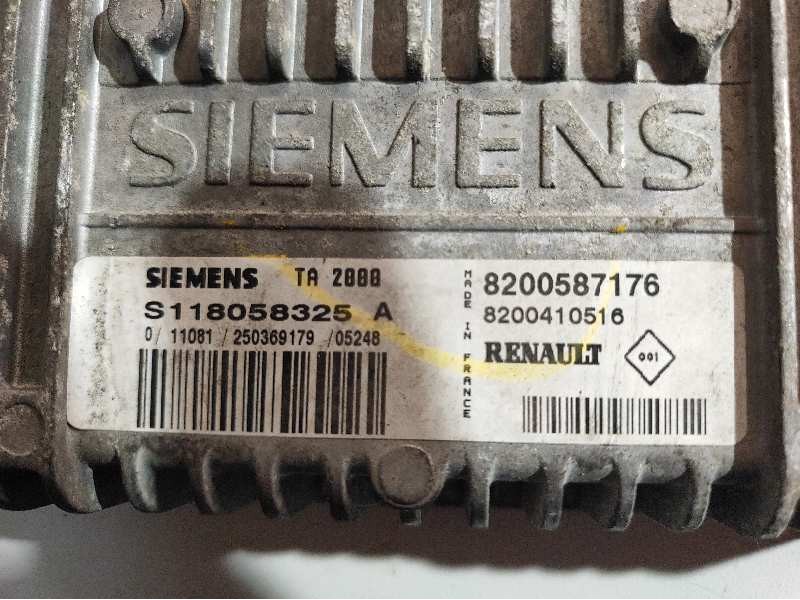 SIEMENS
SIEMENS TA 2000
S118058325 A
0/ 11081 / 250369179 / 05248
MADE IN FRANCE
8200587176
8200410516
RENAULT
001